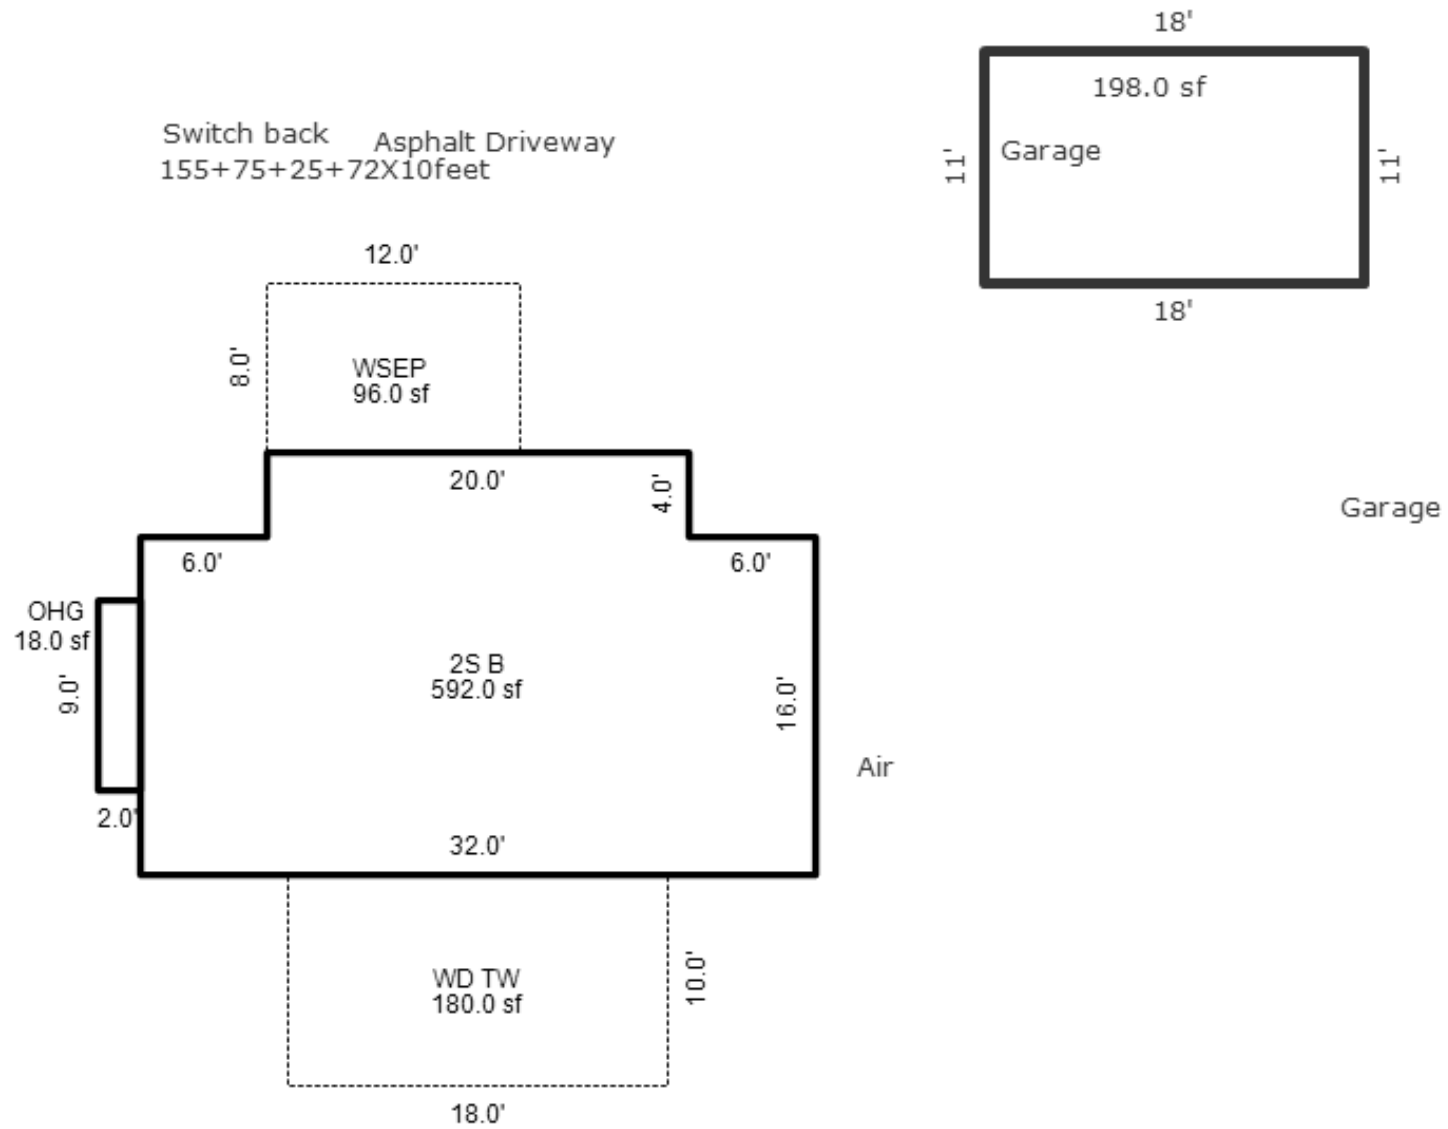 18'
198.0 sf
Garage
11'
11'
18'
Switch back
Asphalt Driveway
155+75+25+72X10feet
12.0'
8.0'
WSEP
96.0 sf
20.0'
4.0'
6.0'
6.0'
Garage
OHG
18.0 sf
9.0'
2S B
592.0 sf
16.0'
Air
2.0'
32.0'
WD TW
180.0 sf
10.0'
18.0'